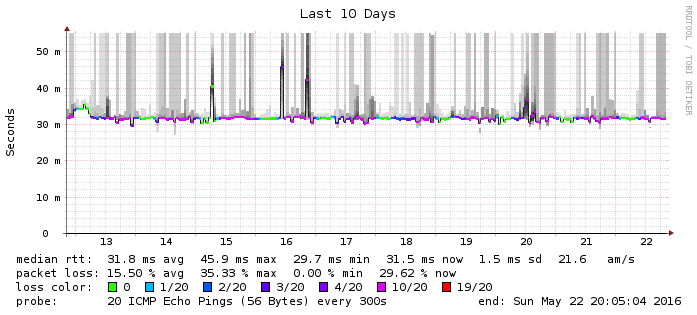 Last 10 Days
RRDTOOL / TOBI OETIKER
Seconds
50 m
40 m
30 m
20 m
10 m
0
13 14 15 16 17 18 19 20 21 22
median rtt: 31.8 ms avg 45.9 ms max 29.7 ms min 31.5 ms now 1.5 ms sd 21.6 am/s
packet loss: 15.50 % avg 35.33 % max 0.00 % min 29.62 % now
loss color: 0 1/20 2/20 3/20 4/20 10/20 19/20
probe: 20 ICMP Echo Pings (56 Bytes) every 300s end: Sun May 22 20:05:04 2016